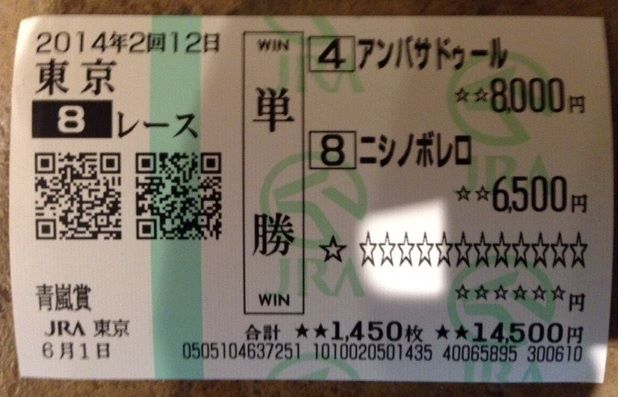 2014年2回12日
東京
8レース
青嵐賞
JRA 東京
6月1日
WIN
単勝
WIN
4 アンバサドゥール
☆☆8,000円
8 ニシノボレロ
☆☆6,500円
☆ ☆☆☆☆☆☆☆☆☆☆☆☆
☆☆☆☆☆☆円
合計 ★★1,450枚 ★★14,500円
0505104637251 1010020501435 40065895 300610
JRA
JRA
JRA